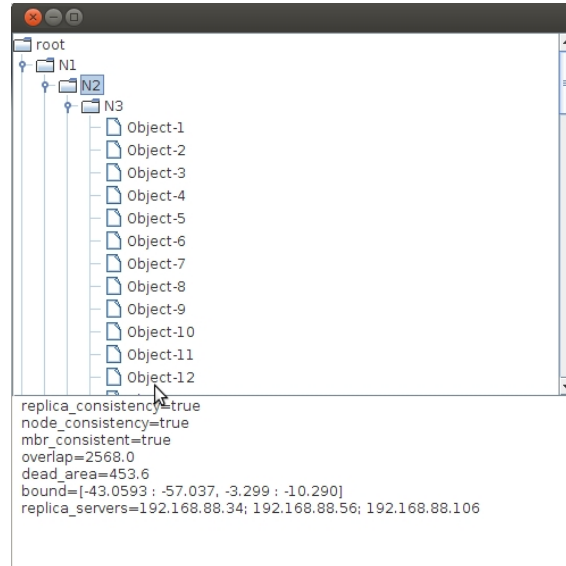 root
N1
N2
N3
Object-1
Object-2
Object-3
Object-4
Object-5
Object-6
Object-7
Object-8
Object-9
Object-10
Object-11
Object-12
replica_consistency=true
node_consistency=true
mbr_consistent=true
overlap=2568.0
dead_area=453.6
bound=[-43.0593 : -57.037, -3.299 : -10.290]
replica_servers=192.168.88.34; 192.168.88.56; 192.168.88.106